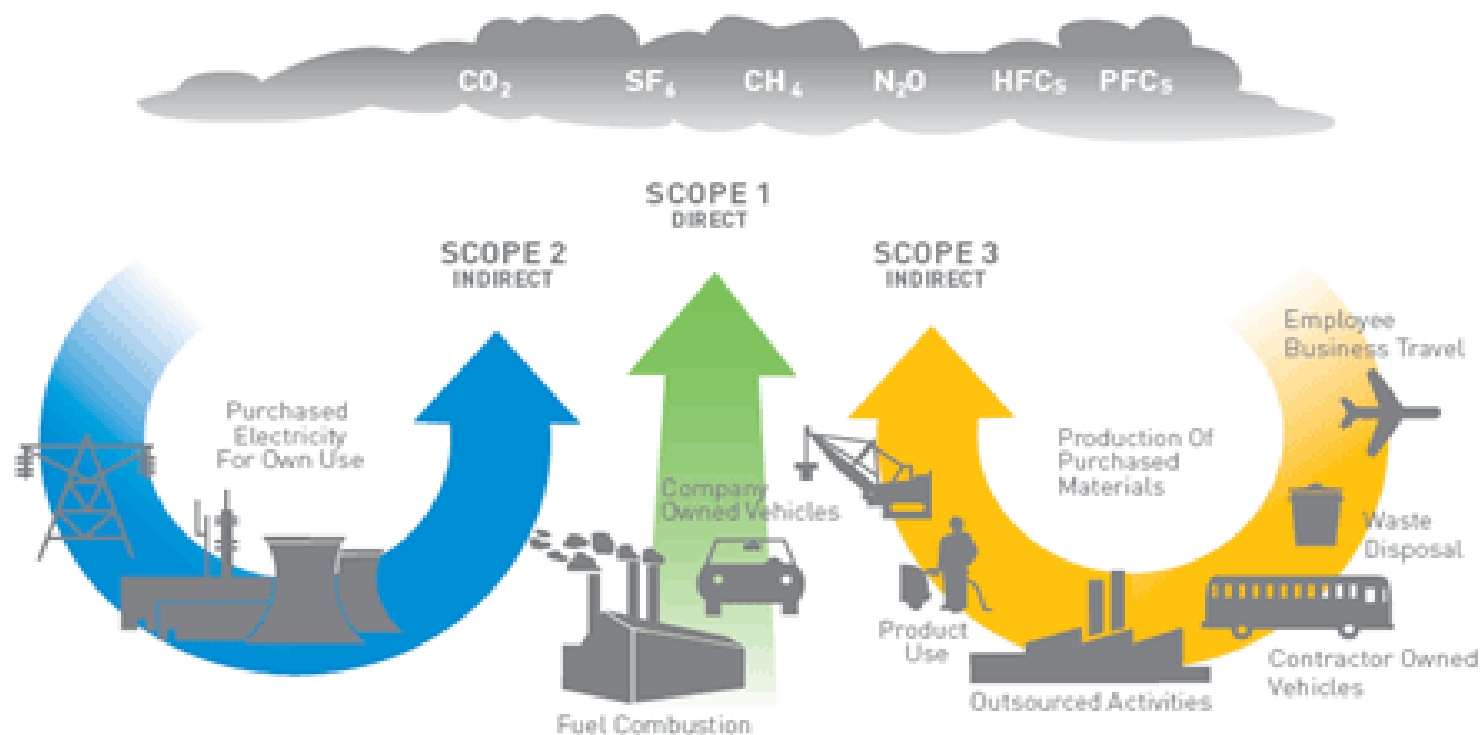 CO₂ SF₆ CH₄ N₂O HFCs PFCs
SCOPE 1
DIRECT
SCOPE 2
INDIRECT
SCOPE 3
INDIRECT
Purchased
Electricity
For Own Use
Company
Owned Vehicles
Fuel Combustion
Production Of
Purchased
Materials
Employee
Business Travel
Waste
Disposal
Contractor Owned
Vehicles
Outsourced Activities
Product
Use